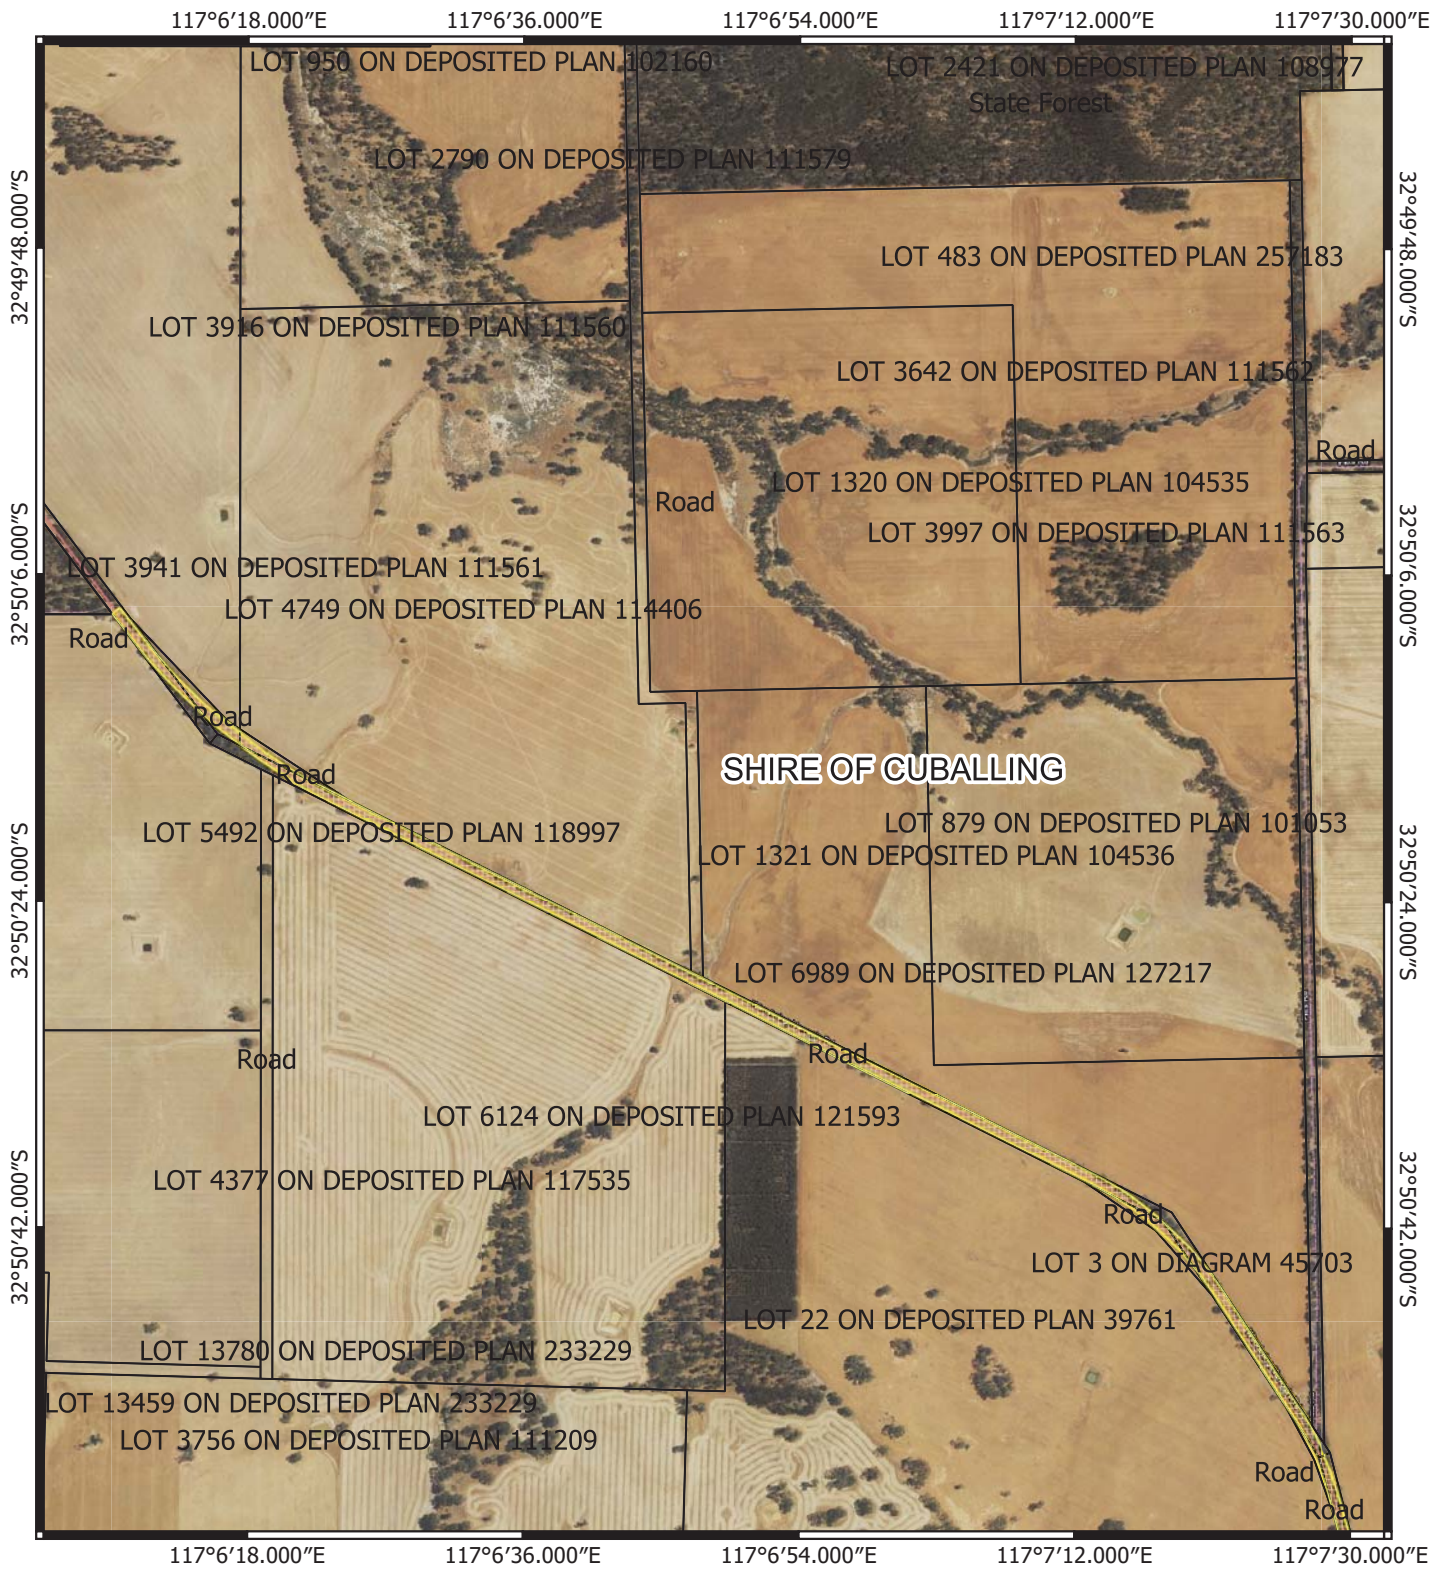 117°6'18.000"E 117°6'36.000"E 117°6'54.000"E 117°7'12.000"E 117°7'30.000"E
LOT 950 ON DEPOSITED PLAN 102160
LOT 2421 ON DEPOSITED PLAN 108977
State Forest
LOT 2790 ON DEPOSITED PLAN 111579
32°49'48.000"S
32°49'48.000"S
LOT 483 ON DEPOSITED PLAN 257183
LOT 3916 ON DEPOSITED PLAN 111560
LOT 3642 ON DEPOSITED PLAN 111562
Road
LOT 1320 ON DEPOSITED PLAN 104535
Road
LOT 3997 ON DEPOSITED PLAN 111563
32°50'6.000"S
32°50'6.000"S
LOT 3941 ON DEPOSITED PLAN 111561
LOT 4749 ON DEPOSITED PLAN 114406
Road
Road
SHIRE OF CUBALLING
Road
LOT 879 ON DEPOSITED PLAN 101053
LOT 5492 ON DEPOSITED PLAN 118997
LOT 1321 ON DEPOSITED PLAN 104536
32°50'24.000"S
32°50'24.000"S
LOT 6989 ON DEPOSITED PLAN 127217
Road
Road
LOT 6124 ON DEPOSITED PLAN 121593
LOT 4377 ON DEPOSITED PLAN 117535
32°50'42.000"S
32°50'42.000"S
Road
LOT 3 ON DIAGRAM 45703
LOT 22 ON DEPOSITED PLAN 39761
LOT 13780 ON DEPOSITED PLAN 233229
LOT 13459 ON DEPOSITED PLAN 233229
LOT 3756 ON DEPOSITED PLAN 111209
Road
Road
117°6'18.000"E 117°6'36.000"E 117°6'54.000"E 117°7'12.000"E 117°7'30.000"E